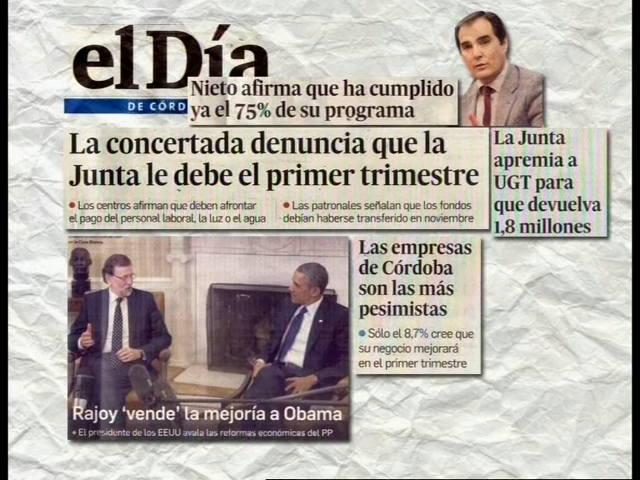 el Día
DE CÓRD
Nieto afirma que ha cumplido
ya el 75% de su programa
La concertada denuncia que la
Junta le debe el primer trimestre
• Los centros afirman que deben afrontar
el pago del personal laboral, la luz o el agua
• Las patronales señalan que los fondos
debían haberse transferido en noviembre
La Junta
apremia a
UGT para
que devuelva
1,8 millones
Las empresas
de Córdoba
son las más
pesimistas
• Sólo el 8,7% cree que
su negocio mejorará
en el primer trimestre
Rajoy ‘vende’ la mejoría a Obama
• El presidente de los EEUU avala las reformas económicas del PP